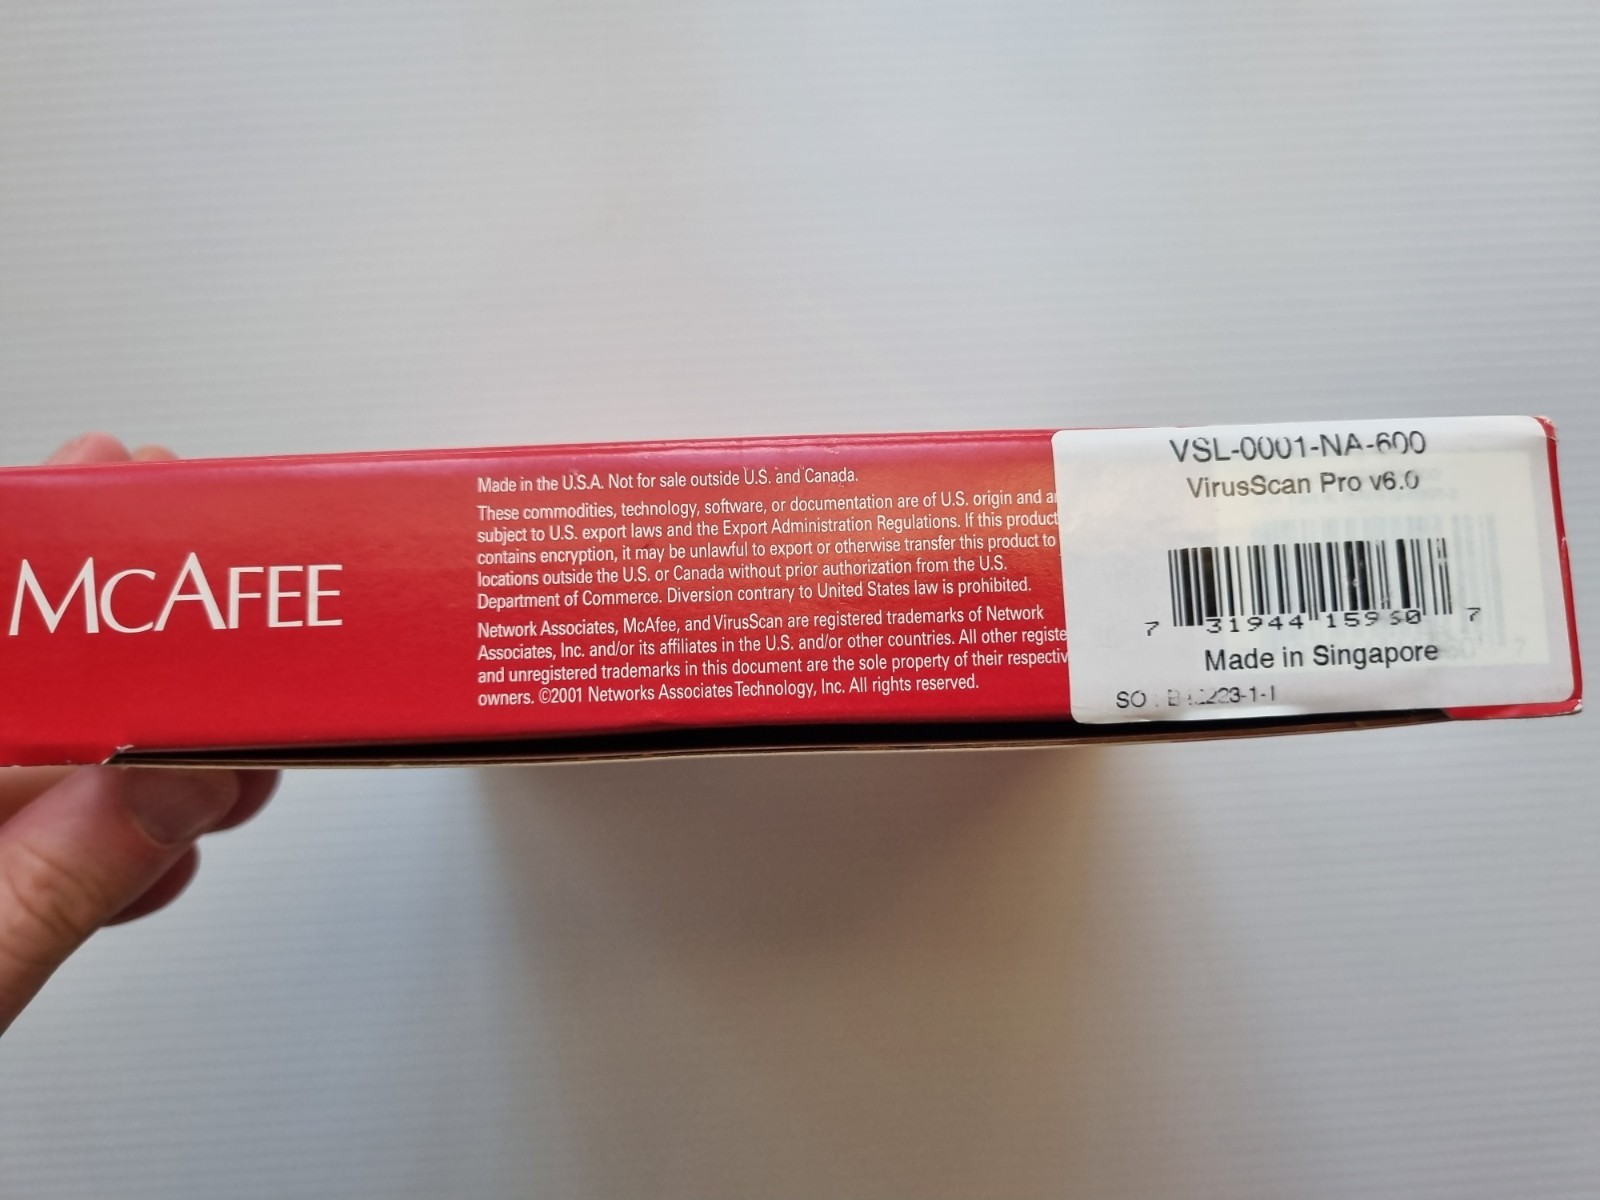 McAFEE
Made in the U.S.A. Not for sale outside U.S. and Canada.
These commodities, technology, software, or documentation are of U.S. origin and
subject to U.S. export laws and the Export Administration Regulations. If this product
contains encryption, it may be unlawful to export or otherwise transfer this product to
locations outside the U.S. or Canada without prior authorization from the U.S.
Department of Commerce. Diversion contrary to United States law is prohibited.
Network Associates, McAfee, and VirusScan are registered trademarks of Network
Associates, Inc. and/or its affiliates in the U.S. and/or other countries. All other registe
and unregistered trademarks in this document are the sole property of their respectiv
owners. ©2001 Networks Associates Technology, Inc. All rights reserved.
VSL-0001-NA-600
VirusScan Pro v6.0
7 31944 15960 7
Made in Singapore
SO